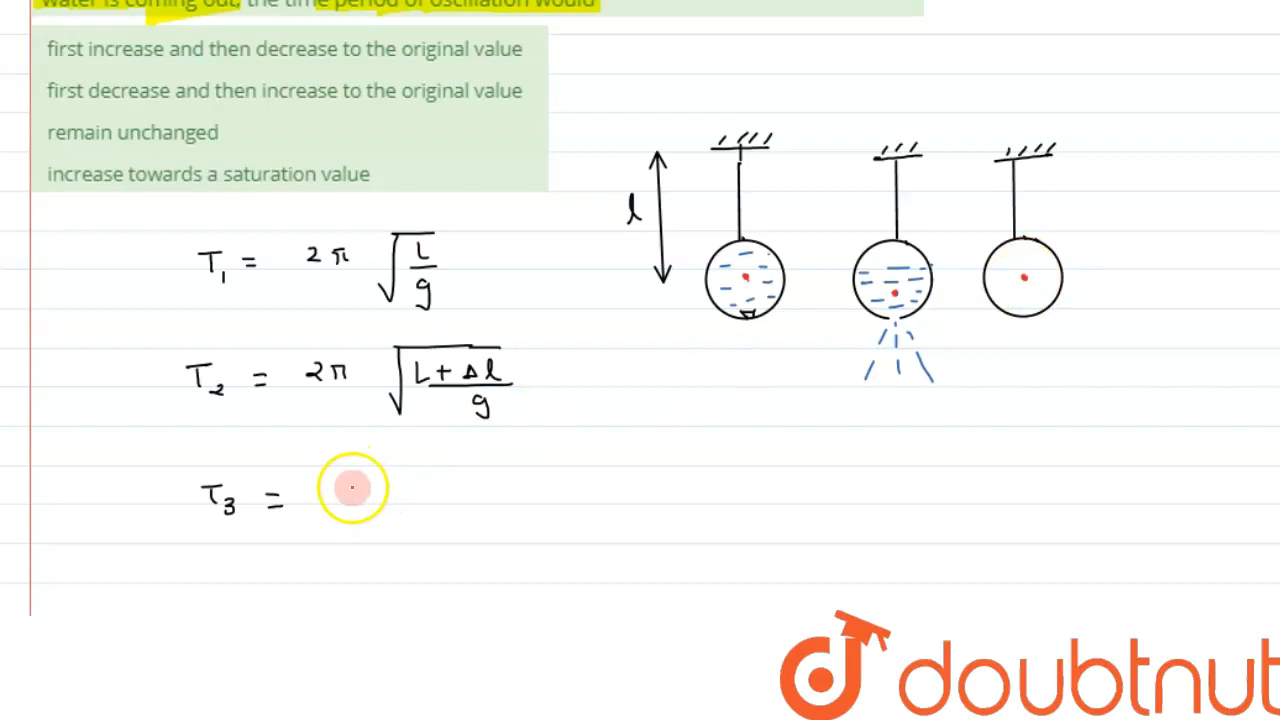 water is coming out, the time period of oscillation would
first increase and then decrease to the original value
first decrease and then increase to the original value
remain unchanged
increase towards a saturation value
l
T₁ = 2π √(L/g)
T₂ = 2π √((L + Δl)/g)
T₃ =
doubtnut